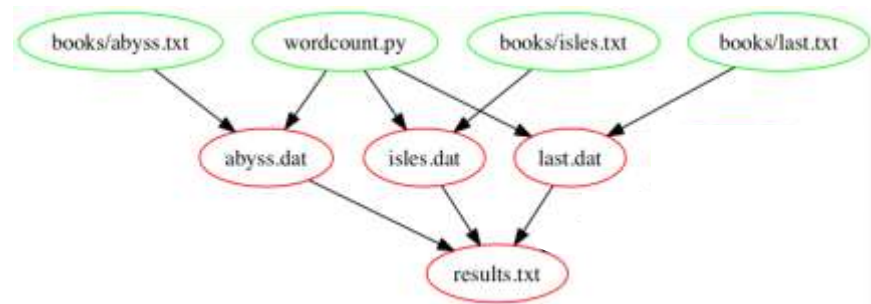 books/abyss.txt
wordcount.py
books/isles.txt
books/last.txt
abyss.dat
isles.dat
last.dat
results.txt